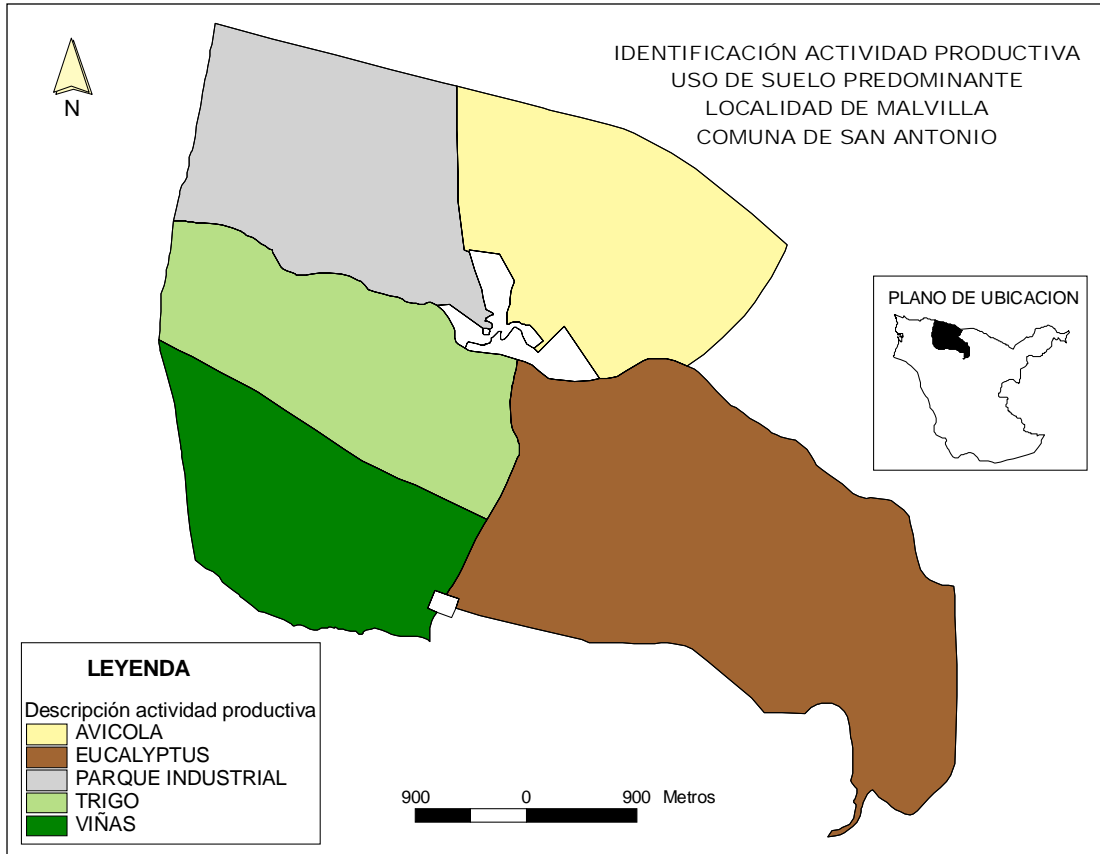 IDENTIFICACIÓN ACTIVIDAD PRODUCTIVA
USO DE SUELO PREDOMINANTE
LOCALIDAD DE MALVILLA
COMUNA DE SAN ANTONIO
N
PLANO DE UBICACION
LEYENDA
Descripción actividad productiva
AVICOLA
EUCALYPTUS
PARQUE INDUSTRIAL
TRIGO
VIÑAS
900 0 900 Metros